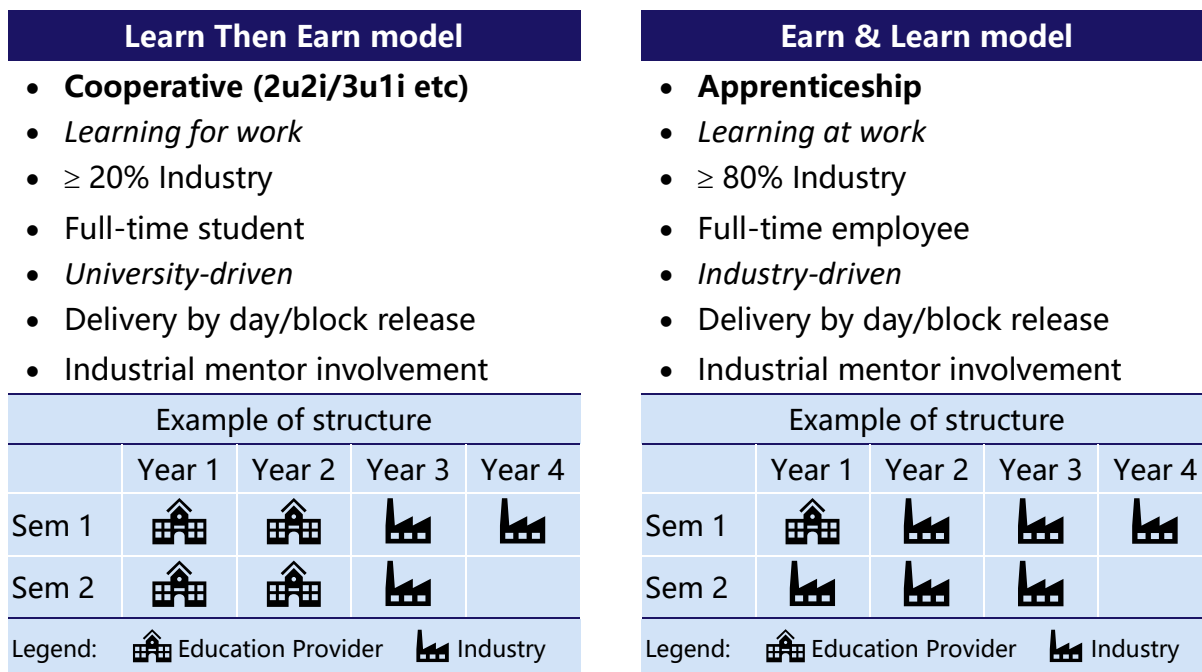 Learn Then Earn model
• Cooperative (2u2i/3u1i etc)
• Learning for work
• ≥ 20% Industry
• Full-time student
• University-driven
• Delivery by day/block release
• Industrial mentor involvement
Example of structure
Year 1 Year 2 Year 3 Year 4
Sem 1
Sem 2
Legend: Education Provider Industry
Earn & Learn model
• Apprenticeship
• Learning at work
• ≥ 80% Industry
• Full-time employee
• Industry-driven
• Delivery by day/block release
• Industrial mentor involvement
Example of structure
Year 1 Year 2 Year 3 Year 4
Sem 1
Sem 2
Legend: Education Provider Industry